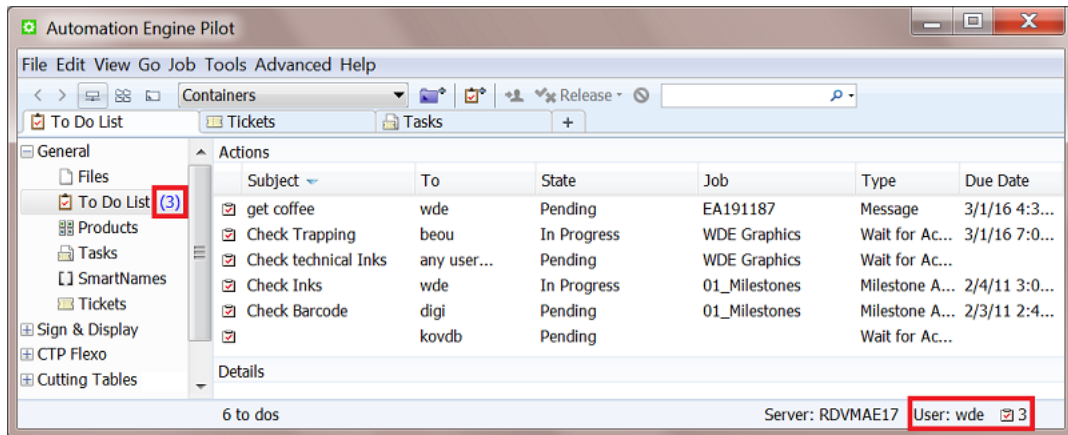 Automation Engine Pilot
File Edit View Go Job Tools Advanced Help
Containers Release
To Do List Tickets Tasks +
General
Files
To Do List (3)
Products
Tasks
[] SmartNames
Tickets
Sign & Display
CTP Flexo
Cutting Tables
Actions
Subject To State Job Type Due Date
get coffee wde Pending EA191187 Message 3/1/16 4:3...
Check Trapping beou In Progress WDE Graphics Wait for Ac... 3/1/16 7:0...
Check technical Inks any user... Pending WDE Graphics Wait for Ac...
Check Inks wde In Progress 01_Milestones Milestone A... 2/4/11 3:0...
Check Barcode digi Pending 01_Milestones Milestone A... 2/3/11 2:4...
kovdb Pending Wait for Ac...
Details
6 to dos Server: RDVMAE17 User: wde 3